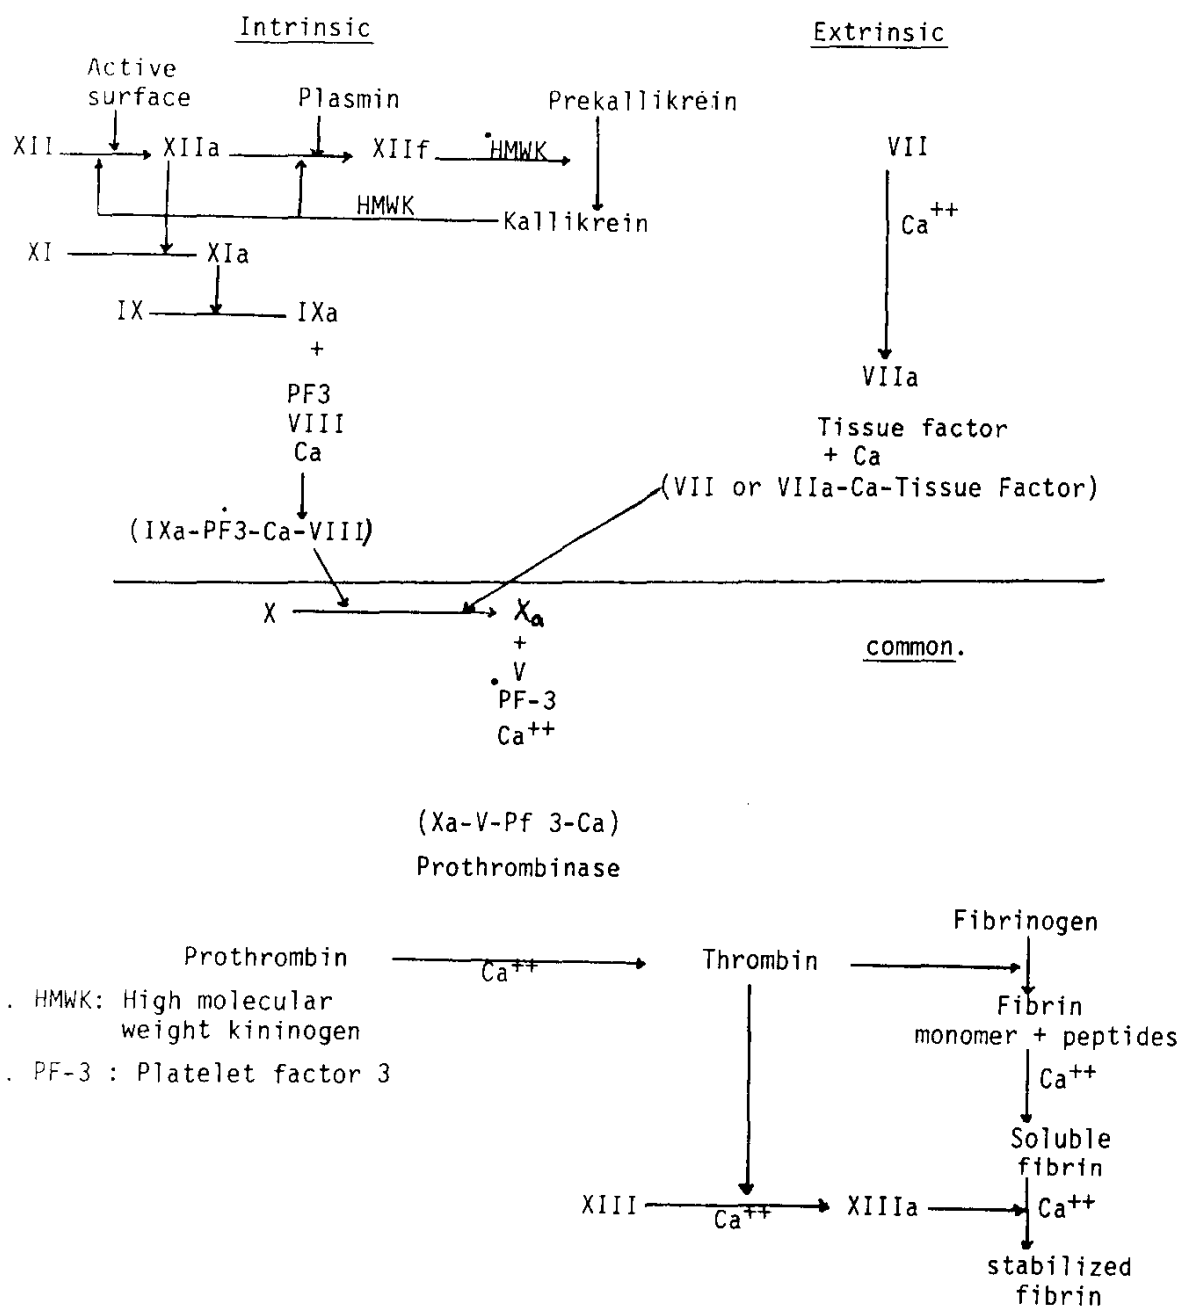 Intrinsic
Extrinsic
Active
surface
Plasmin
Prekallikrein
XII
XIIa
XIIf
HMWK
VII
HMWK
Kallikrein
Ca++
XI
XIa
IX
IXa
+
PF3
VIII
Ca
VIIa
Tissue factor
+ Ca
(VII or VIIa-Ca-Tissue Factor)
(IXa-PF3-Ca-VIII)
X
Xa
+
V
PF-3
Ca++
common.
(Xa-V-Pf 3-Ca)
Prothrombinase
Fibrinogen
Prothrombin
Ca++
Thrombin
. HMWK: High molecular
weight kininogen
. PF-3 : Platelet factor 3
Fibrin
monomer + peptides
Ca++
Soluble
fibrin
XIII
Ca++
XIIIa
Ca++
stabilized
fibrin